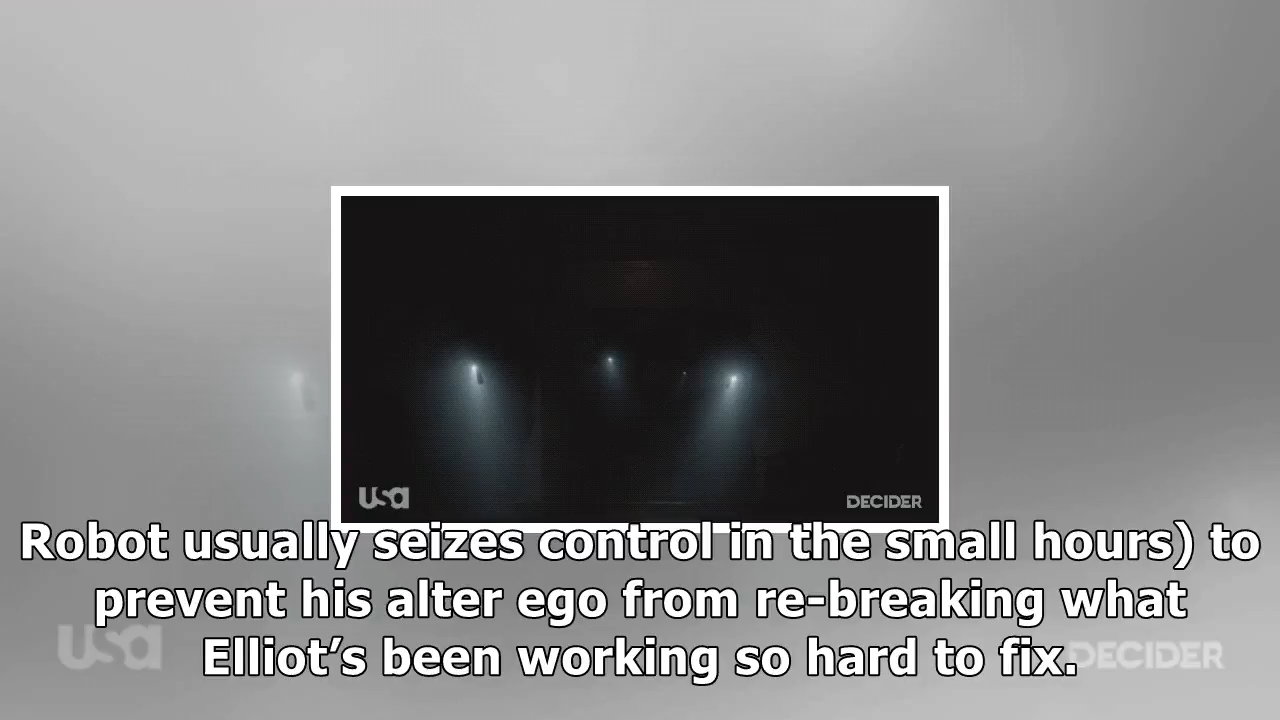 usa
DECIDER
Robot usually seizes control in the small hours) to
prevent his alter ego from re-breaking what
Elliot’s been working so hard to fix.
usa
DECIDER